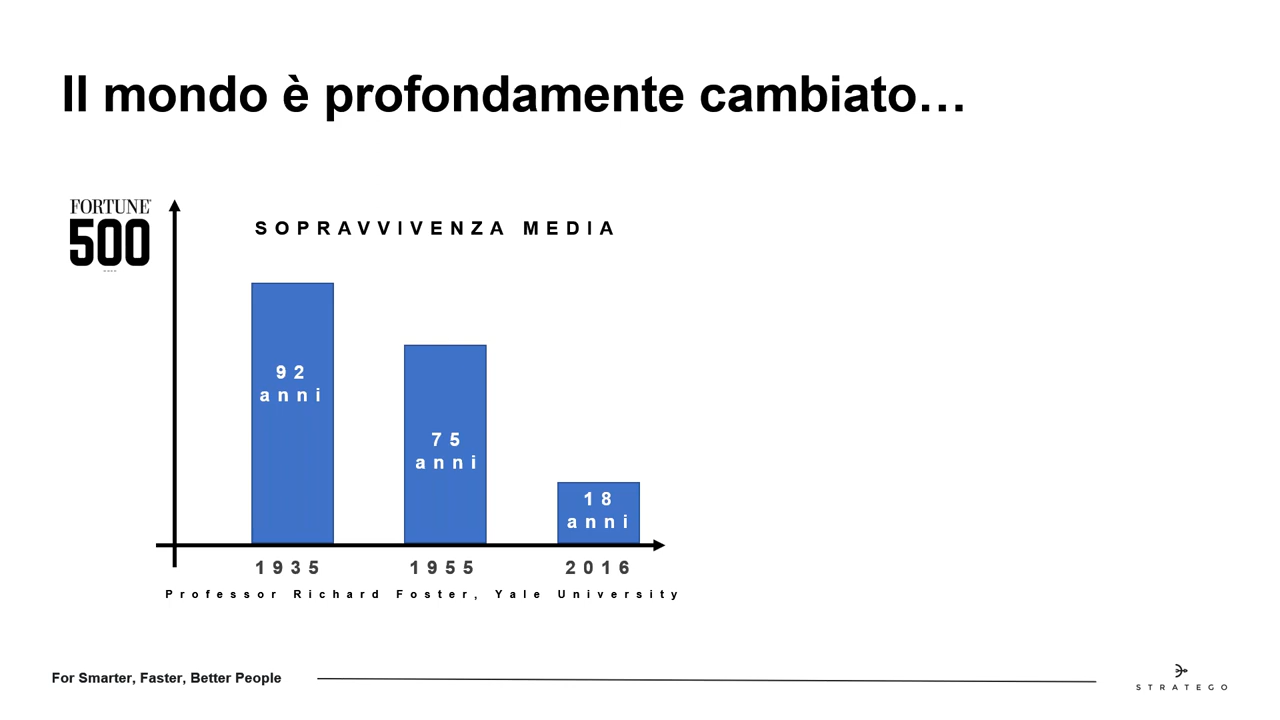 Il mondo è profondamente cambiato…
FORTUNE
500
SOPRAVVIVENZA MEDIA
92
anni
75
anni
18
anni
1935 1955 2016
Professor Richard Foster, Yale University
For Smarter, Faster, Better People
STRATEGO